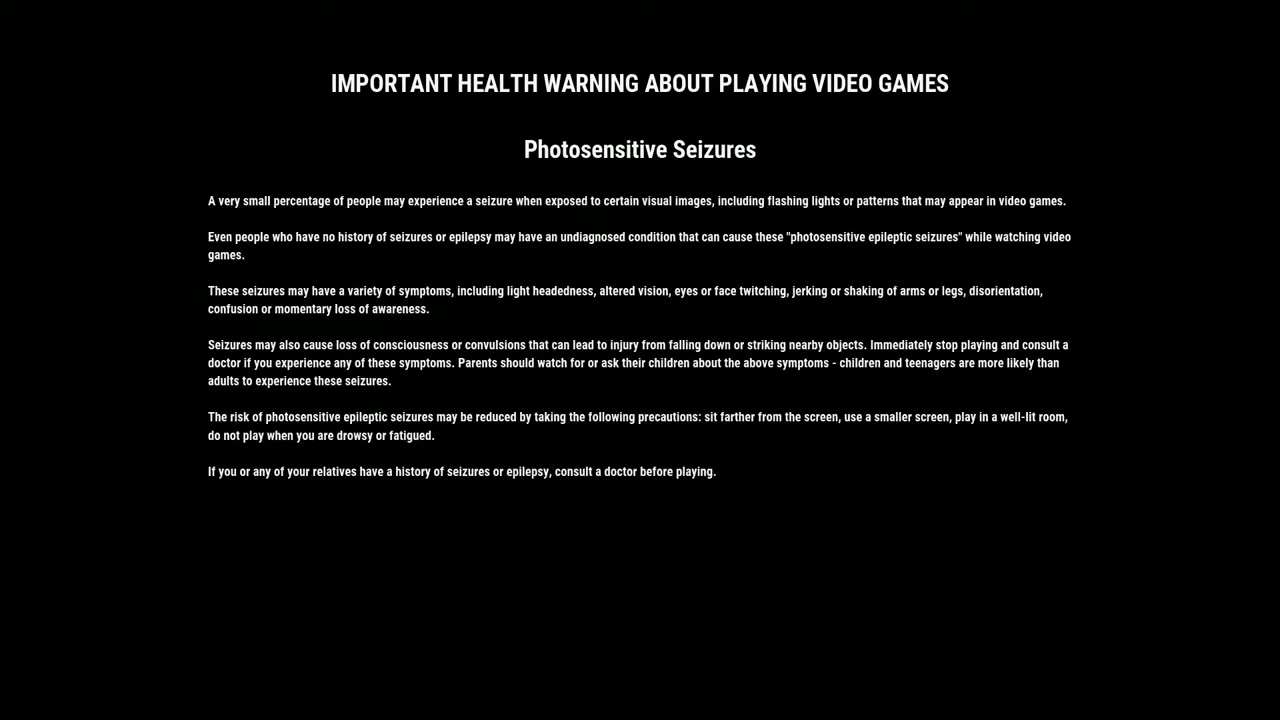 IMPORTANT HEALTH WARNING ABOUT PLAYING VIDEO GAMES
Photosensitive Seizures
A very small percentage of people may experience a seizure when exposed to certain visual images, including flashing lights or patterns that may appear in video games.
Even people who have no history of seizures or epilepsy may have an undiagnosed condition that can cause these "photosensitive epileptic seizures" while watching video
games.
These seizures may have a variety of symptoms, including light headedness, altered vision, eyes or face twitching, jerking or shaking of arms or legs, disorientation,
confusion or momentary loss of awareness.
Seizures may also cause loss of consciousness or convulsions that can lead to injury from falling down or striking nearby objects. Immediately stop playing and consult a
doctor if you experience any of these symptoms. Parents should watch for or ask their children about the above symptoms - children and teenagers are more likely than
adults to experience these seizures.
The risk of photosensitive epileptic seizures may be reduced by taking the following precautions: sit farther from the screen, use a smaller screen, play in a well-lit room,
do not play when you are drowsy or fatigued.
If you or any of your relatives have a history of seizures or epilepsy, consult a doctor before playing.